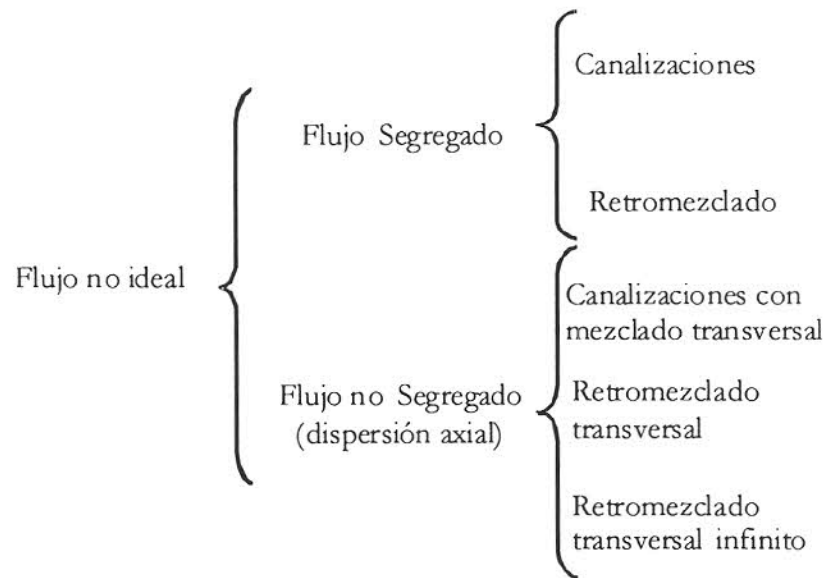 Flujo no ideal
Flujo Segregado
Canalizaciones
Retromezclado
Flujo no Segregado
(dispersión axial)
Canalizaciones con
mezclado transversal
Retromezclado
transversal
Retromezclado
transversal infinito